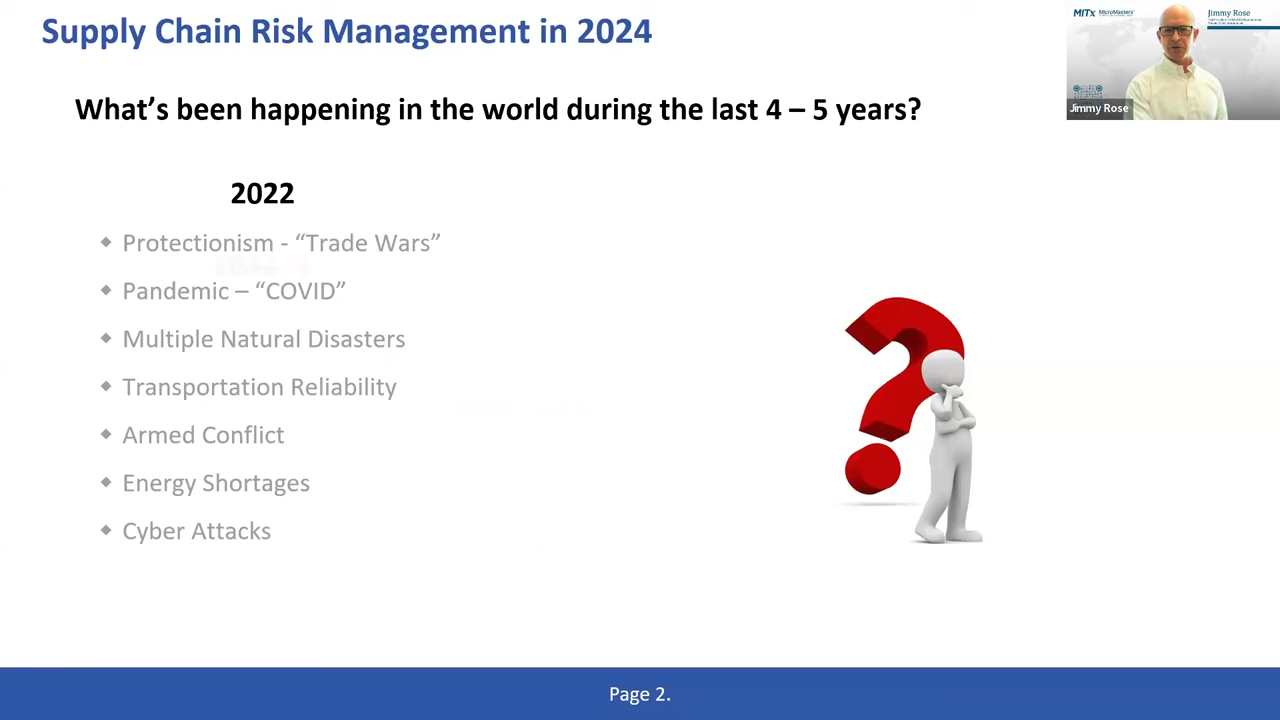 Supply Chain Risk Management in 2024
MITx MicroMasters
Jimmy Rose
Jimmy Rose
What’s been happening in the world during the last 4 – 5 years?
2022
Protectionism - “Trade Wars”
Pandemic – “COVID”
Multiple Natural Disasters
Transportation Reliability
Armed Conflict
Energy Shortages
Cyber Attacks
Page 2.